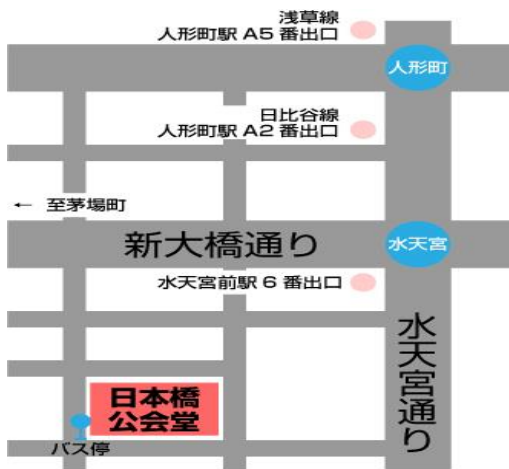 浅草線
人形町駅 A5 番出口
人形町
日比谷線
人形町駅 A2 番出口
← 至茅場町
新大橋通り
水天宮
水天宮前駅 6 番出口
水天宮通り
日本橋
公会堂
バス停